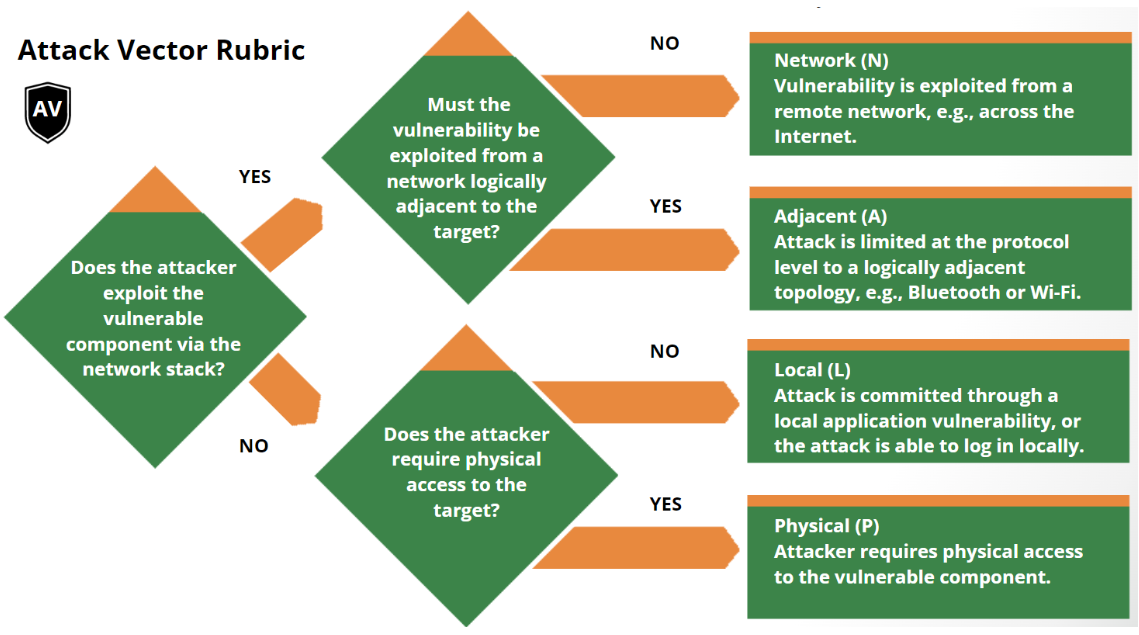 Attack Vector Rubric
AV
Does the attacker
exploit the
vulnerable
component via the
network stack?
YES
NO
Must the
vulnerability be
exploited from a
network logically
adjacent to the
target?
NO
YES
Network (N)
Vulnerability is exploited from a
remote network, e.g., across the
Internet.
Adjacent (A)
Attack is limited at the protocol
level to a logically adjacent
topology, e.g., Bluetooth or Wi-Fi.
Does the attacker
require physical
access to the
target?
NO
YES
Local (L)
Attack is committed through a
local application vulnerability, or
the attack is able to log in locally.
Physical (P)
Attacker requires physical access
to the vulnerable component.